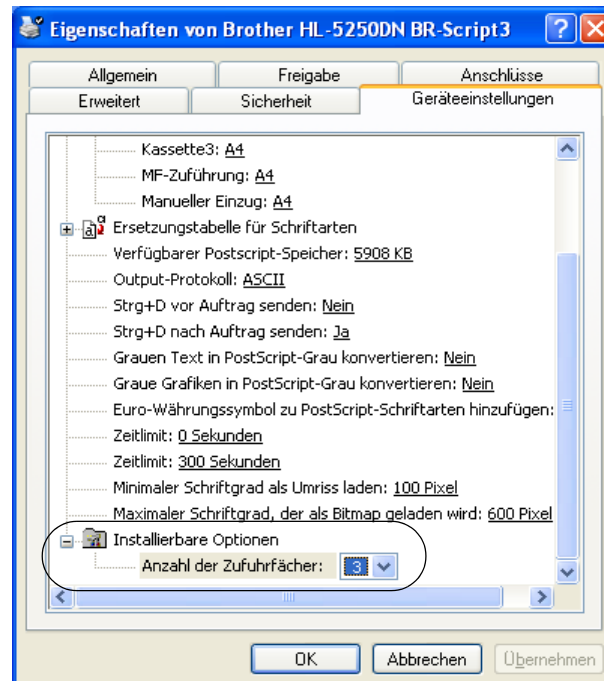 Eigenschaften von Brother HL-5250DN BR-Script3
Allgemein Freigabe Anschlüsse
Erweitert Sicherheit Geräteeinstellungen
Kassette3: A4
MF-Zuführung: A4
Manueller Einzug: A4
Ersetzungstabelle für Schriftarten
Verfügbarer Postscript-Speicher: 5908 KB
Output-Protokoll: ASCII
Strg+D vor Auftrag senden: Nein
Strg+D nach Auftrag senden: Ja
Grauen Text in PostScript-Grau konvertieren: Nein
Graue Grafiken in PostScript-Grau konvertieren: Nein
Euro-Währungssymbol zu PostScript-Schriftarten hinzufügen:
Zeitlimit: 0 Sekunden
Zeitlimit: 300 Sekunden
Minimaler Schriftgrad als Umriss laden: 100 Pixel
Maximaler Schriftgrad, der als Bitmap geladen wird: 600 Pixel
Installierbare Optionen
Anzahl der Zufuhrfächer: 3
OK Abbrechen Übernehmen